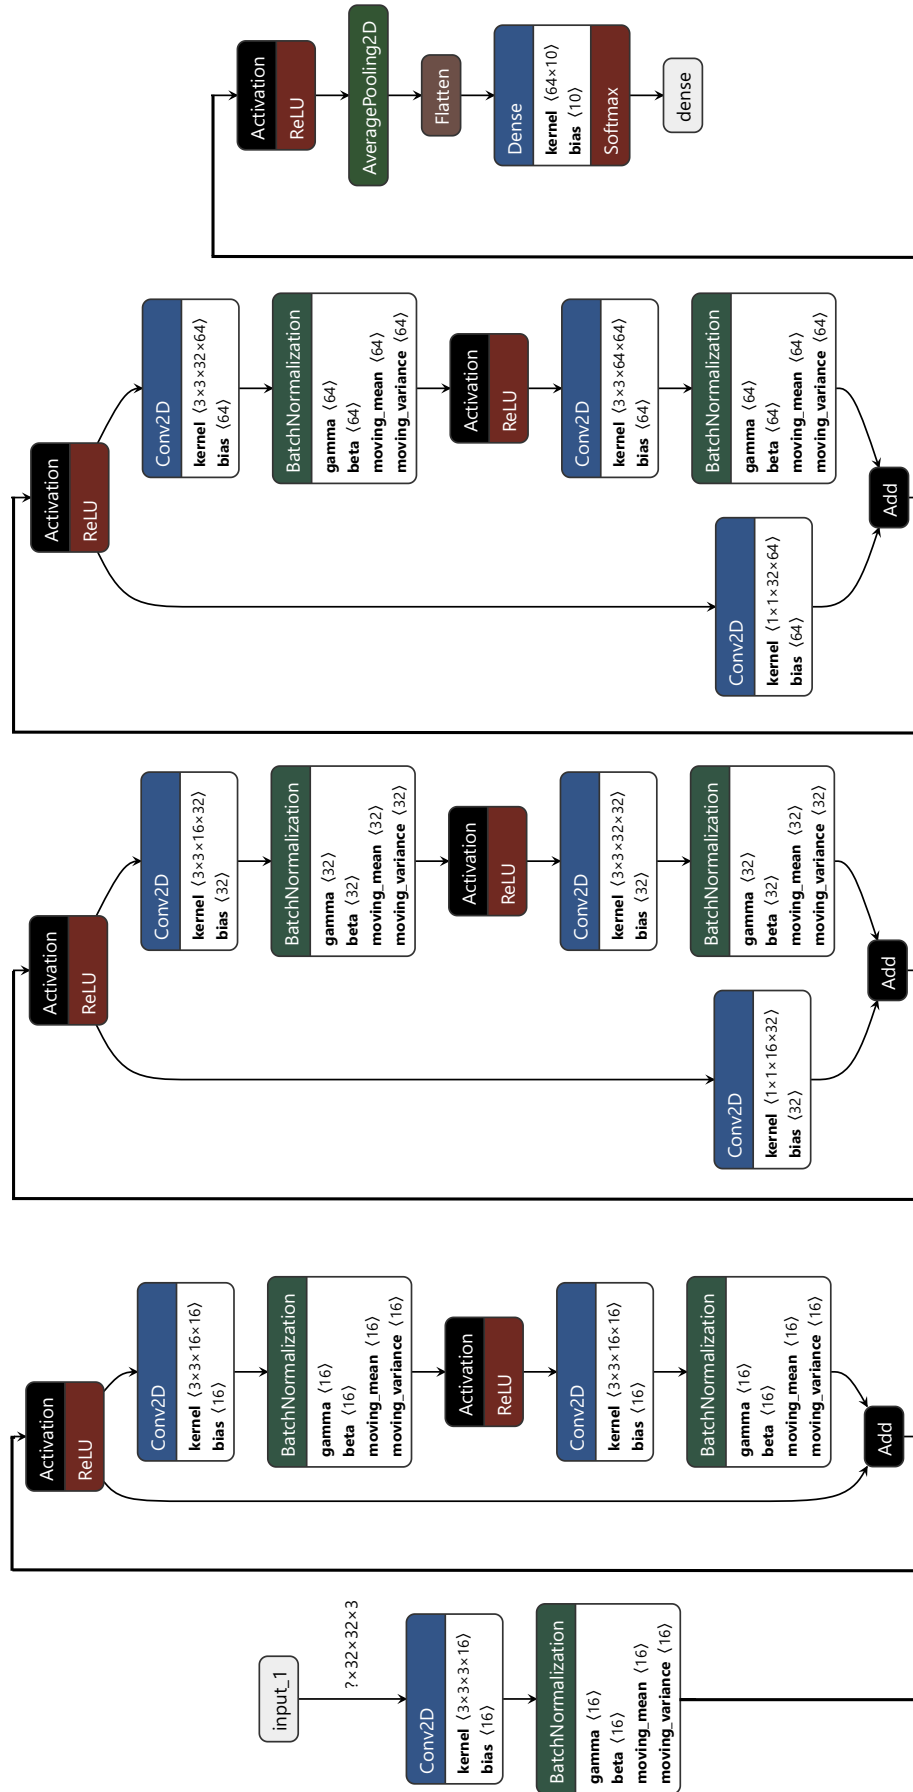 input_1
?×32×32×3
Conv2D
kernel ⟨3×3×3×16⟩
bias ⟨16⟩
BatchNormalization
gamma ⟨16⟩
beta ⟨16⟩
moving_mean ⟨16⟩
moving_variance ⟨16⟩
Activation
ReLU
Conv2D
kernel ⟨3×3×16×16⟩
bias ⟨16⟩
BatchNormalization
gamma ⟨16⟩
beta ⟨16⟩
moving_mean ⟨16⟩
moving_variance ⟨16⟩
Activation
ReLU
Conv2D
kernel ⟨3×3×16×16⟩
bias ⟨16⟩
BatchNormalization
gamma ⟨16⟩
beta ⟨16⟩
moving_mean ⟨16⟩
moving_variance ⟨16⟩
Add
Activation
ReLU
Conv2D
kernel ⟨3×3×16×32⟩
bias ⟨32⟩
BatchNormalization
gamma ⟨32⟩
beta ⟨32⟩
moving_mean ⟨32⟩
moving_variance ⟨32⟩
Activation
ReLU
Conv2D
kernel ⟨3×3×32×32⟩
bias ⟨32⟩
Conv2D
kernel ⟨1×1×16×32⟩
bias ⟨32⟩
BatchNormalization
gamma ⟨32⟩
beta ⟨32⟩
moving_mean ⟨32⟩
moving_variance ⟨32⟩
Add
Activation
ReLU
Conv2D
kernel ⟨3×3×32×64⟩
bias ⟨64⟩
BatchNormalization
gamma ⟨64⟩
beta ⟨64⟩
moving_mean ⟨64⟩
moving_variance ⟨64⟩
Activation
ReLU
Conv2D
kernel ⟨3×3×64×64⟩
bias ⟨64⟩
Conv2D
kernel ⟨1×1×32×64⟩
bias ⟨64⟩
BatchNormalization
gamma ⟨64⟩
beta ⟨64⟩
moving_mean ⟨64⟩
moving_variance ⟨64⟩
Add
Activation
ReLU
AveragePooling2D
Flatten
Dense
kernel ⟨64×10⟩
bias ⟨10⟩
Softmax
dense